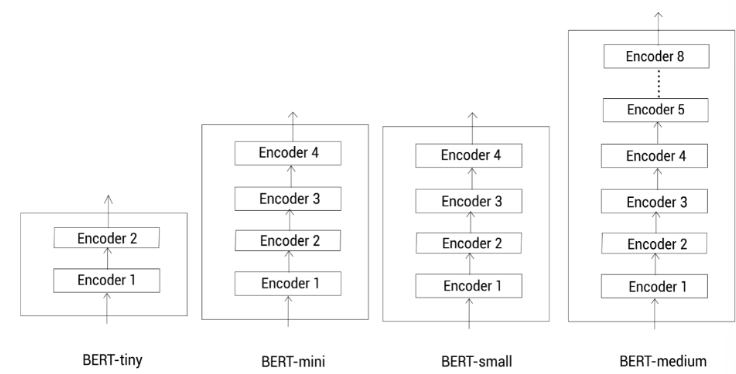 Encoder 2
Encoder 1
BERT-tiny
Encoder 4
Encoder 3
Encoder 2
Encoder 1
BERT-mini
Encoder 4
Encoder 3
Encoder 2
Encoder 1
BERT-small
Encoder 8
Encoder 5
Encoder 4
Encoder 3
Encoder 2
Encoder 1
BERT-medium